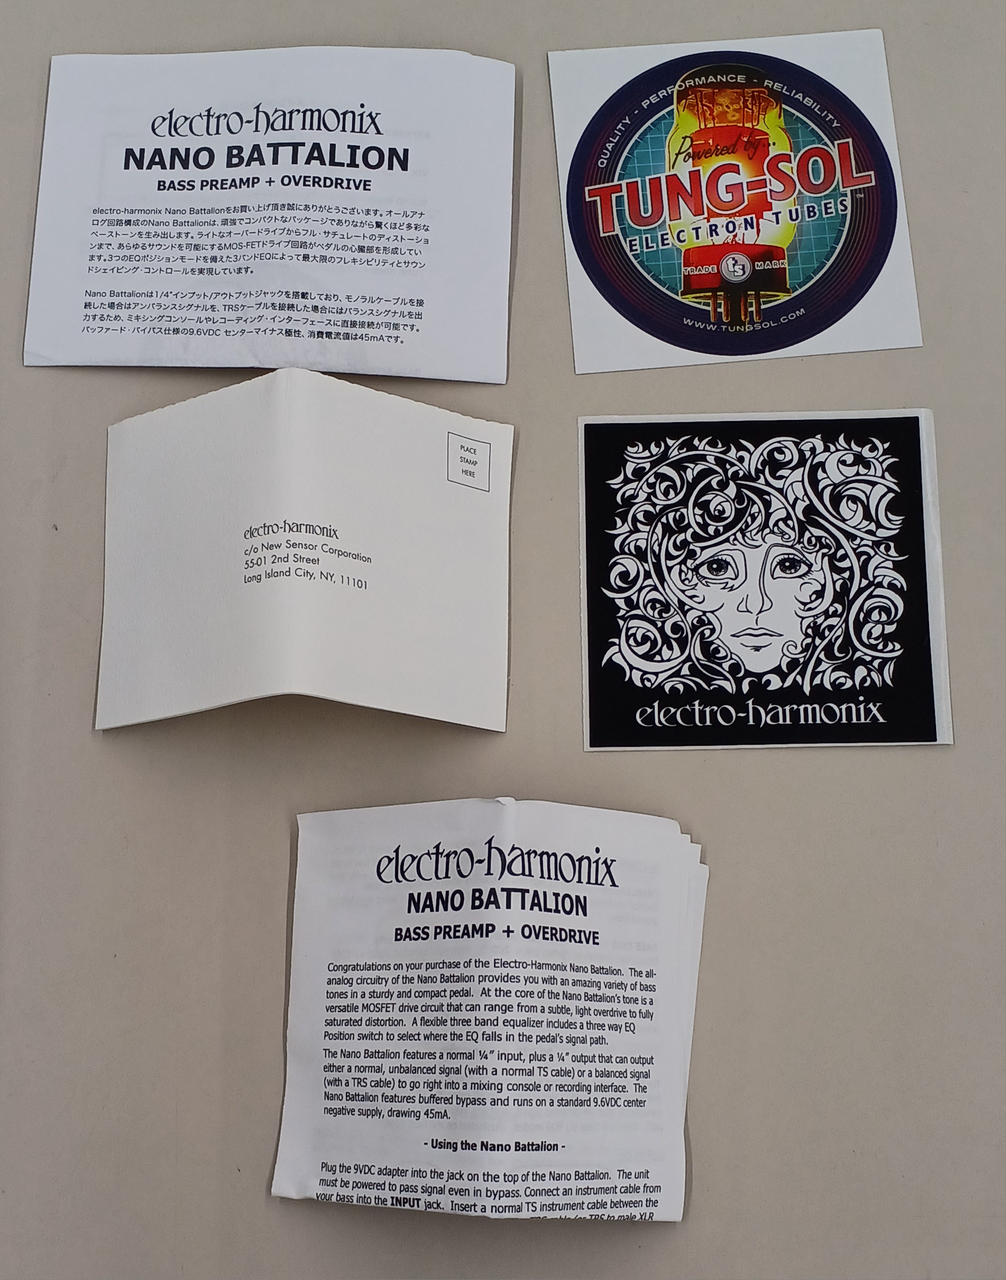 electro-harmonix
NANO BATTALION
BASS PREAMP + OVERDRIVE
electro-harmonix Nano Battalionをお買い上げ頂き誠にありがとうございます。オールアナ
ログ回路構成のNano Battalionは、頑強でコンパクトなパッケージでありながら驚くほど多彩な
ベーストーンを生み出します。ライトなオーバードライブからフル・サチュレートのディストーショ
ンまで、あらゆるサウンドを可能にするMOS-FETドライブ回路がペダルの心臓部を形成してい
ます。3つのEQポジションモードを備えた3バンドEQによって最大限のフレキシビリティとサウン
ドシェイピング・コントロールを実現しています。
Nano Battalionは1/4"インプット/アウトプットジャックを搭載しており、モノラルケーブルを接
続した場合はアンバランスシグナルを、TRSケーブルを接続した場合にはバランスシグナルを出
力するため、ミキシングコンソールやレコーディング・インターフェースに直接接続が可能です。
バッファード・バイパス仕様の9.6VDC センターマイナス極性、消費電流値は45mAです。
QUALITY - PERFORMANCE - RELIABILITY
Powered by...
TUNG-SOL
ELECTRON TUBES™
TRADE TS MARK
WWW.TUNGSOL.COM
PLACE
STAMP
HERE
electro-harmonix
c/o New Sensor Corporation
55-01 2nd Street
Long Island City, NY, 11101
electro-harmonix
electro-harmonix
NANO BATTALION
BASS PREAMP + OVERDRIVE
Congratulations on your purchase of the Electro-Harmonix Nano Battalion. The all-
analog circuitry of the Nano Battalion provides you with an amazing variety of bass
tones in a sturdy and compact pedal. At the core of the Nano Battalion's tone is a
versatile MOSFET drive circuit that can range from a subtle, light overdrive to fully
saturated distortion. A flexible three band equalizer includes a three way EQ
Position switch to select where the EQ falls in the pedal's signal path.
The Nano Battalion features a normal ¼" input, plus a ¼" output that can output
either a normal, unbalanced signal (with a normal TS cable) or a balanced signal
(with a TRS cable) to go right into a mixing console or recording interface. The
Nano Battalion features buffered bypass and runs on a standard 9.6VDC center
negative supply, drawing 45mA.
- Using the Nano Battalion -
Plug the 9VDC adapter into the jack on the top of the Nano Battalion. The unit
must be powered to pass signal even in bypass. Connect an instrument cable from
your bass into the INPUT jack. Insert a normal TS instrument cable between the
TRS cable (or TRS to male XLR